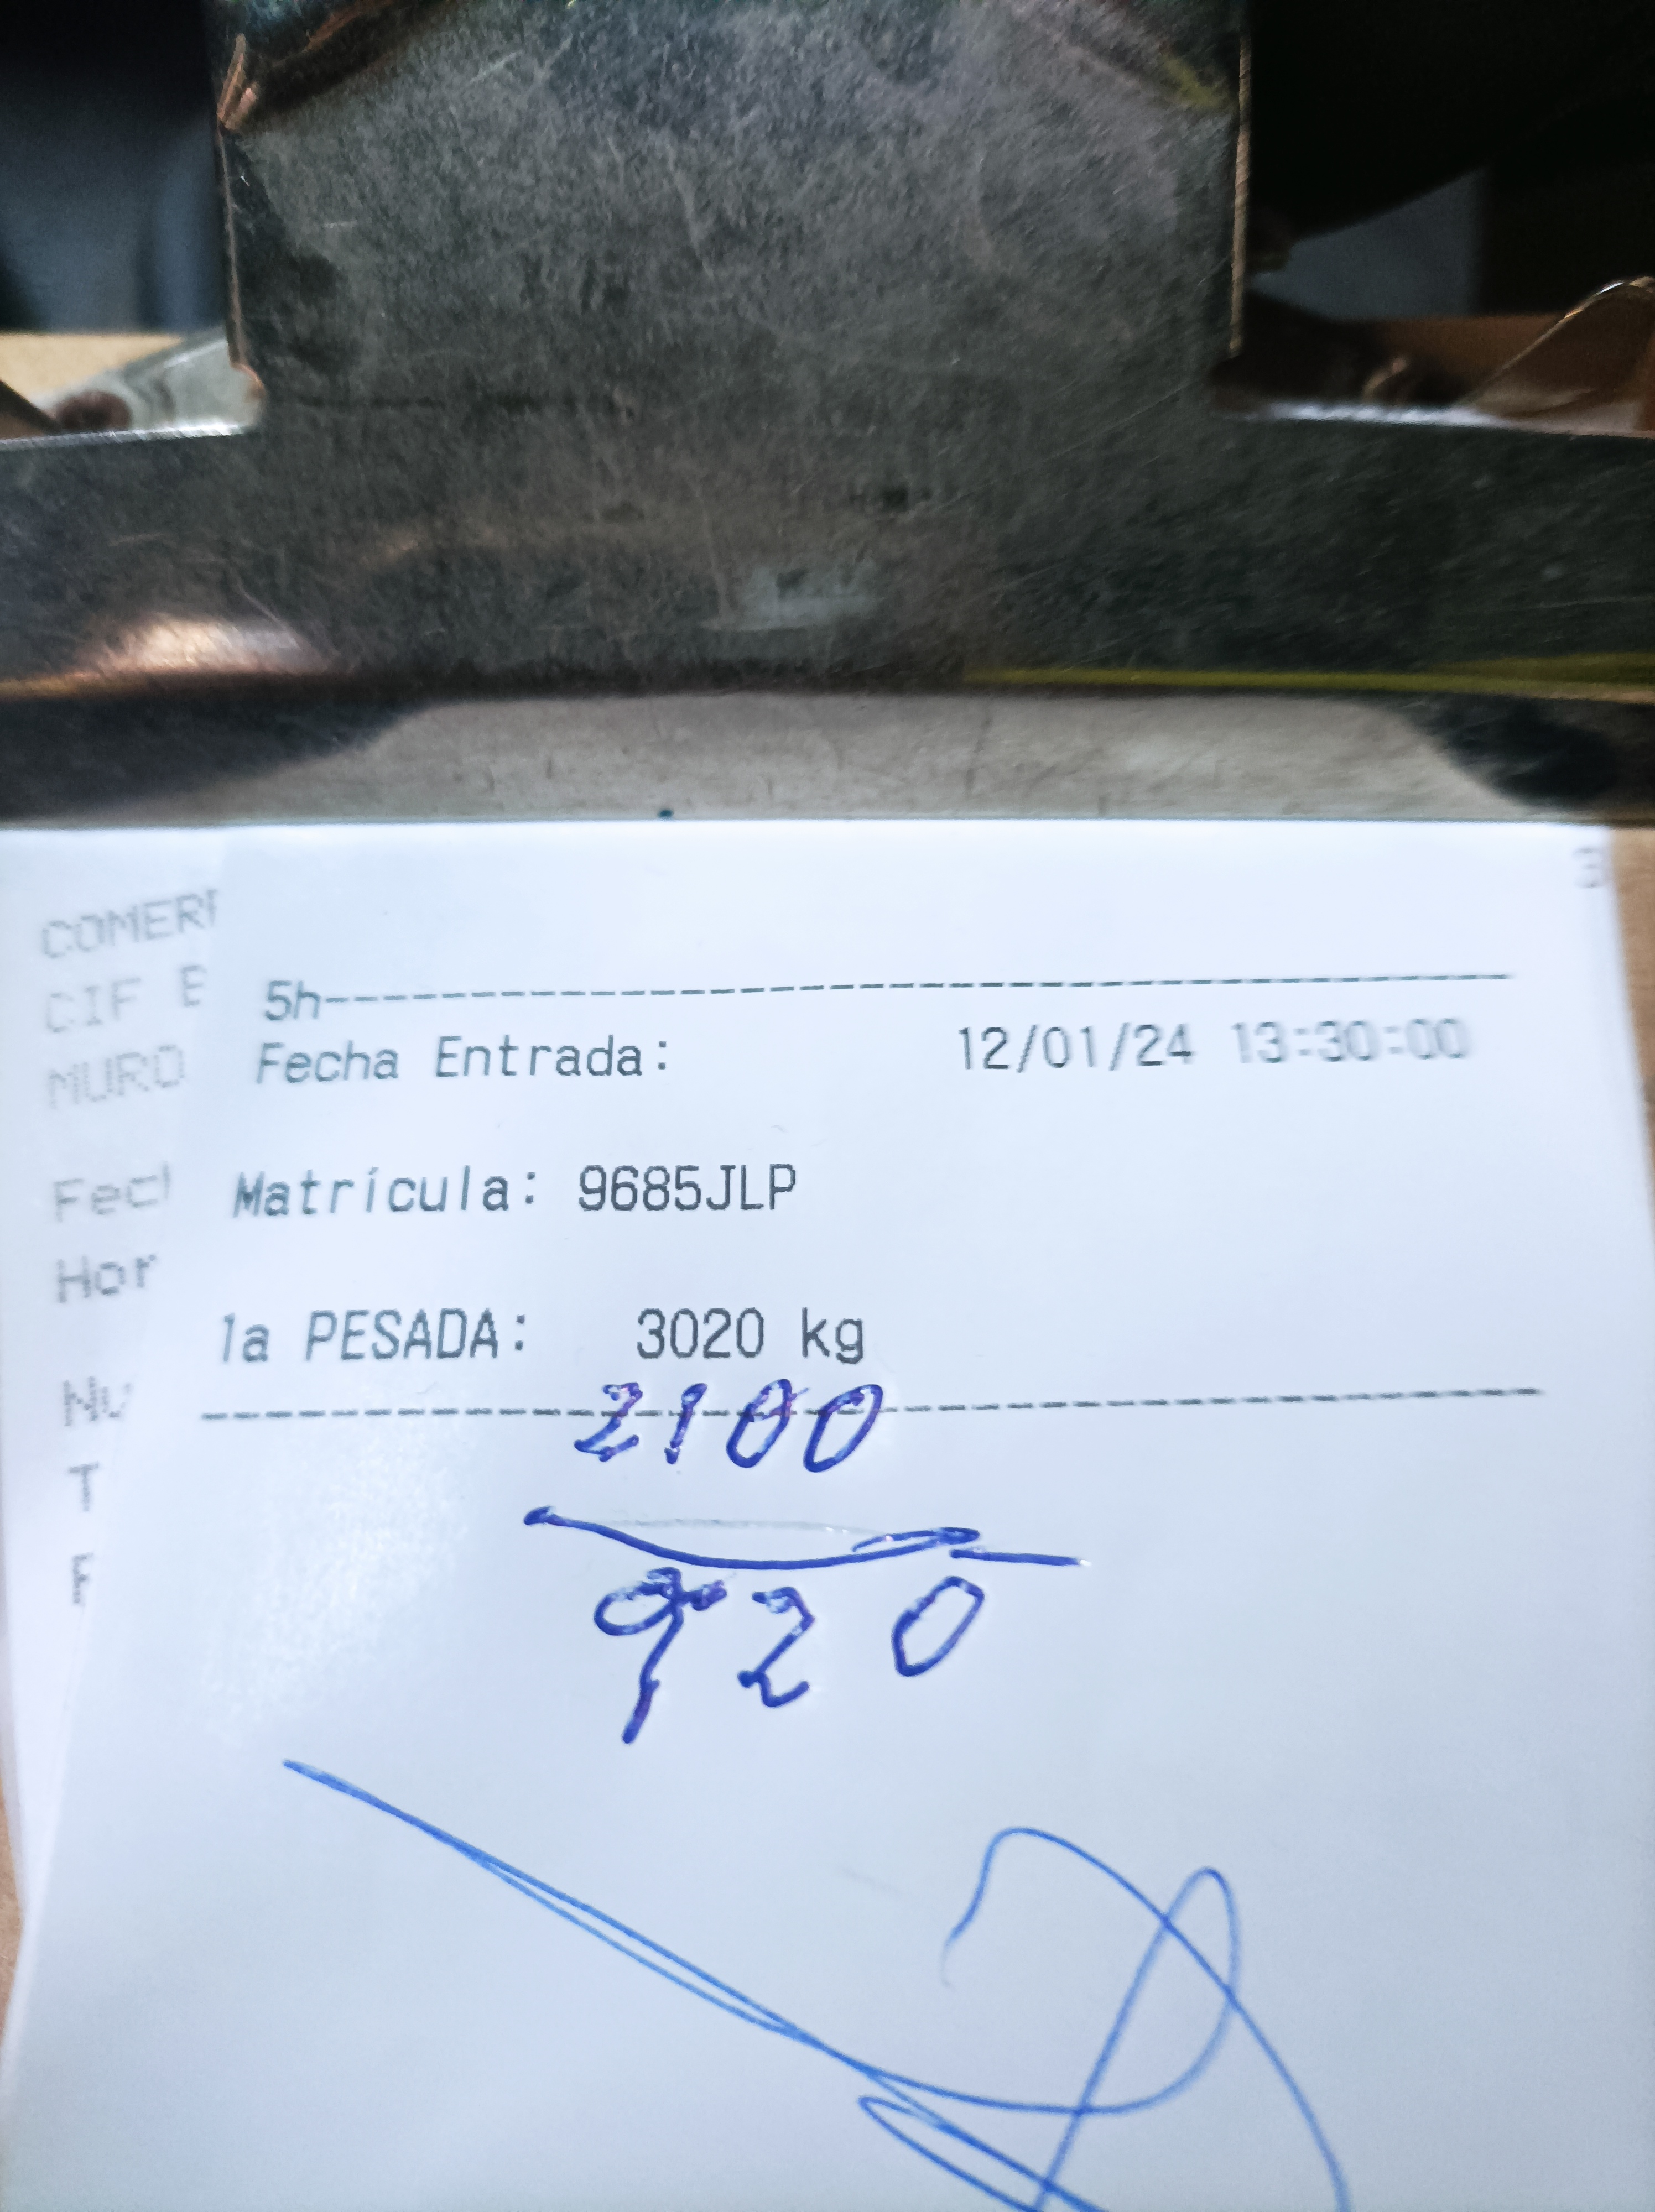 COMER
CIF
MURO
Fec
Hor
5h-----------------------------------------
Fecha Entrada: 12/01/24 13:30:00
Matrícula: 9685JLP
1a PESADA: 3020 kg
2100
920